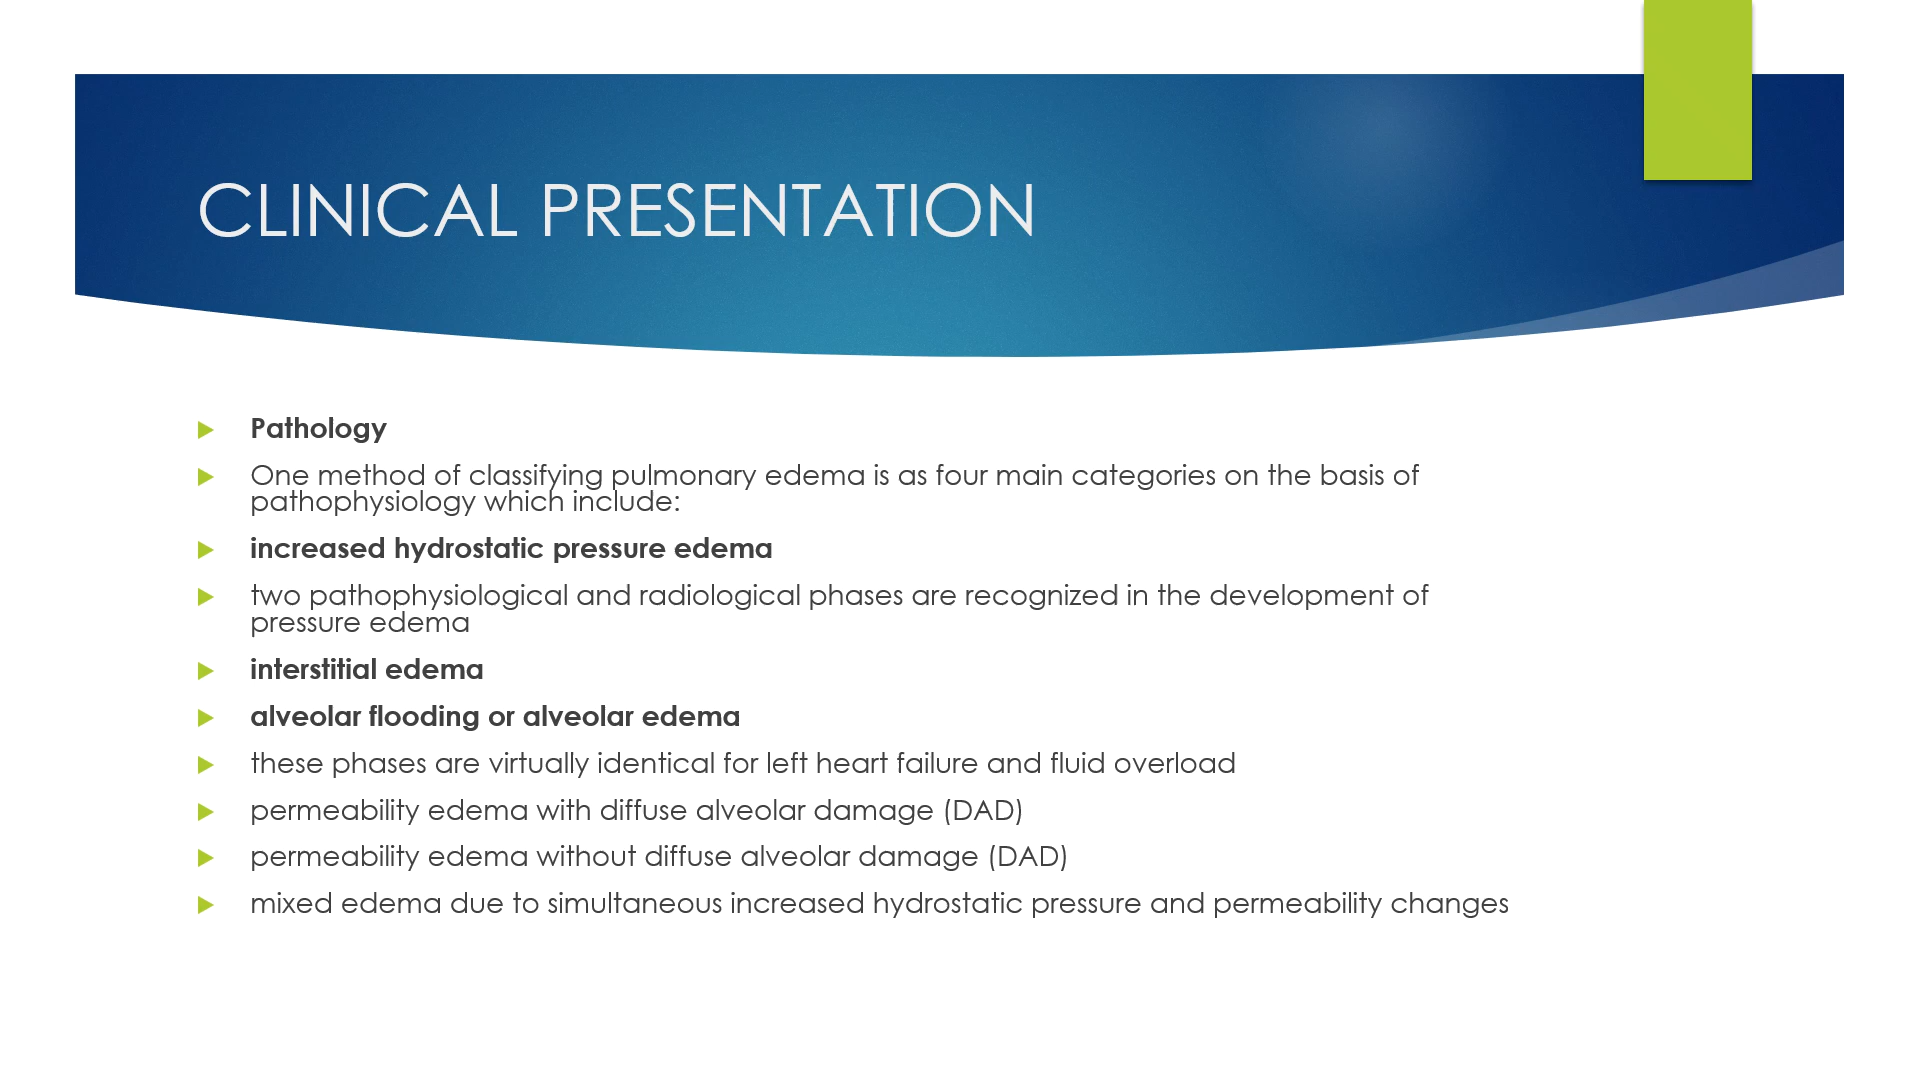 CLINICAL PRESENTATION
Pathology
One method of classifying pulmonary edema is as four main categories on the basis of
pathophysiology which include:
increased hydrostatic pressure edema
two pathophysiological and radiological phases are recognized in the development of
pressure edema
interstitial edema
alveolar flooding or alveolar edema
these phases are virtually identical for left heart failure and fluid overload
permeability edema with diffuse alveolar damage (DAD)
permeability edema without diffuse alveolar damage (DAD)
mixed edema due to simultaneous increased hydrostatic pressure and permeability changes